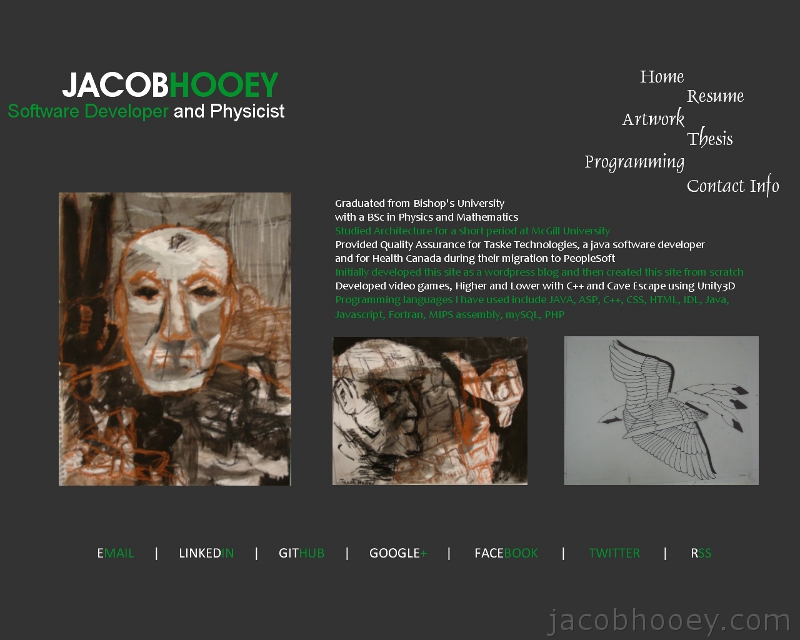 JACOBHOOEY
Software Developer and Physicist
Home
Resume
Artwork
Thesis
Programming
Contact Info
Graduated from Bishop's University
with a BSc in Physics and Mathematics
Studied Architecture for a short period at McGill University
Provided Quality Assurance for Taske Technologies, a java software developer
and for Health Canada during their migration to PeopleSoft
Initially developed this site as a wordpress blog and then created this site from scratch
Developed video games, Higher and Lower with C++ and Cave Escape using Unity3D
Programming languages I have used include JAVA, ASP, C++, CSS, HTML, IDL, Java,
Javascript, Fortran, MIPS assembly, mySQL, PHP
EMAIL | LINKEDIN | GITHUB | GOOGLE+ | FACEBOOK | TWITTER | RSS
jacobhooey.com